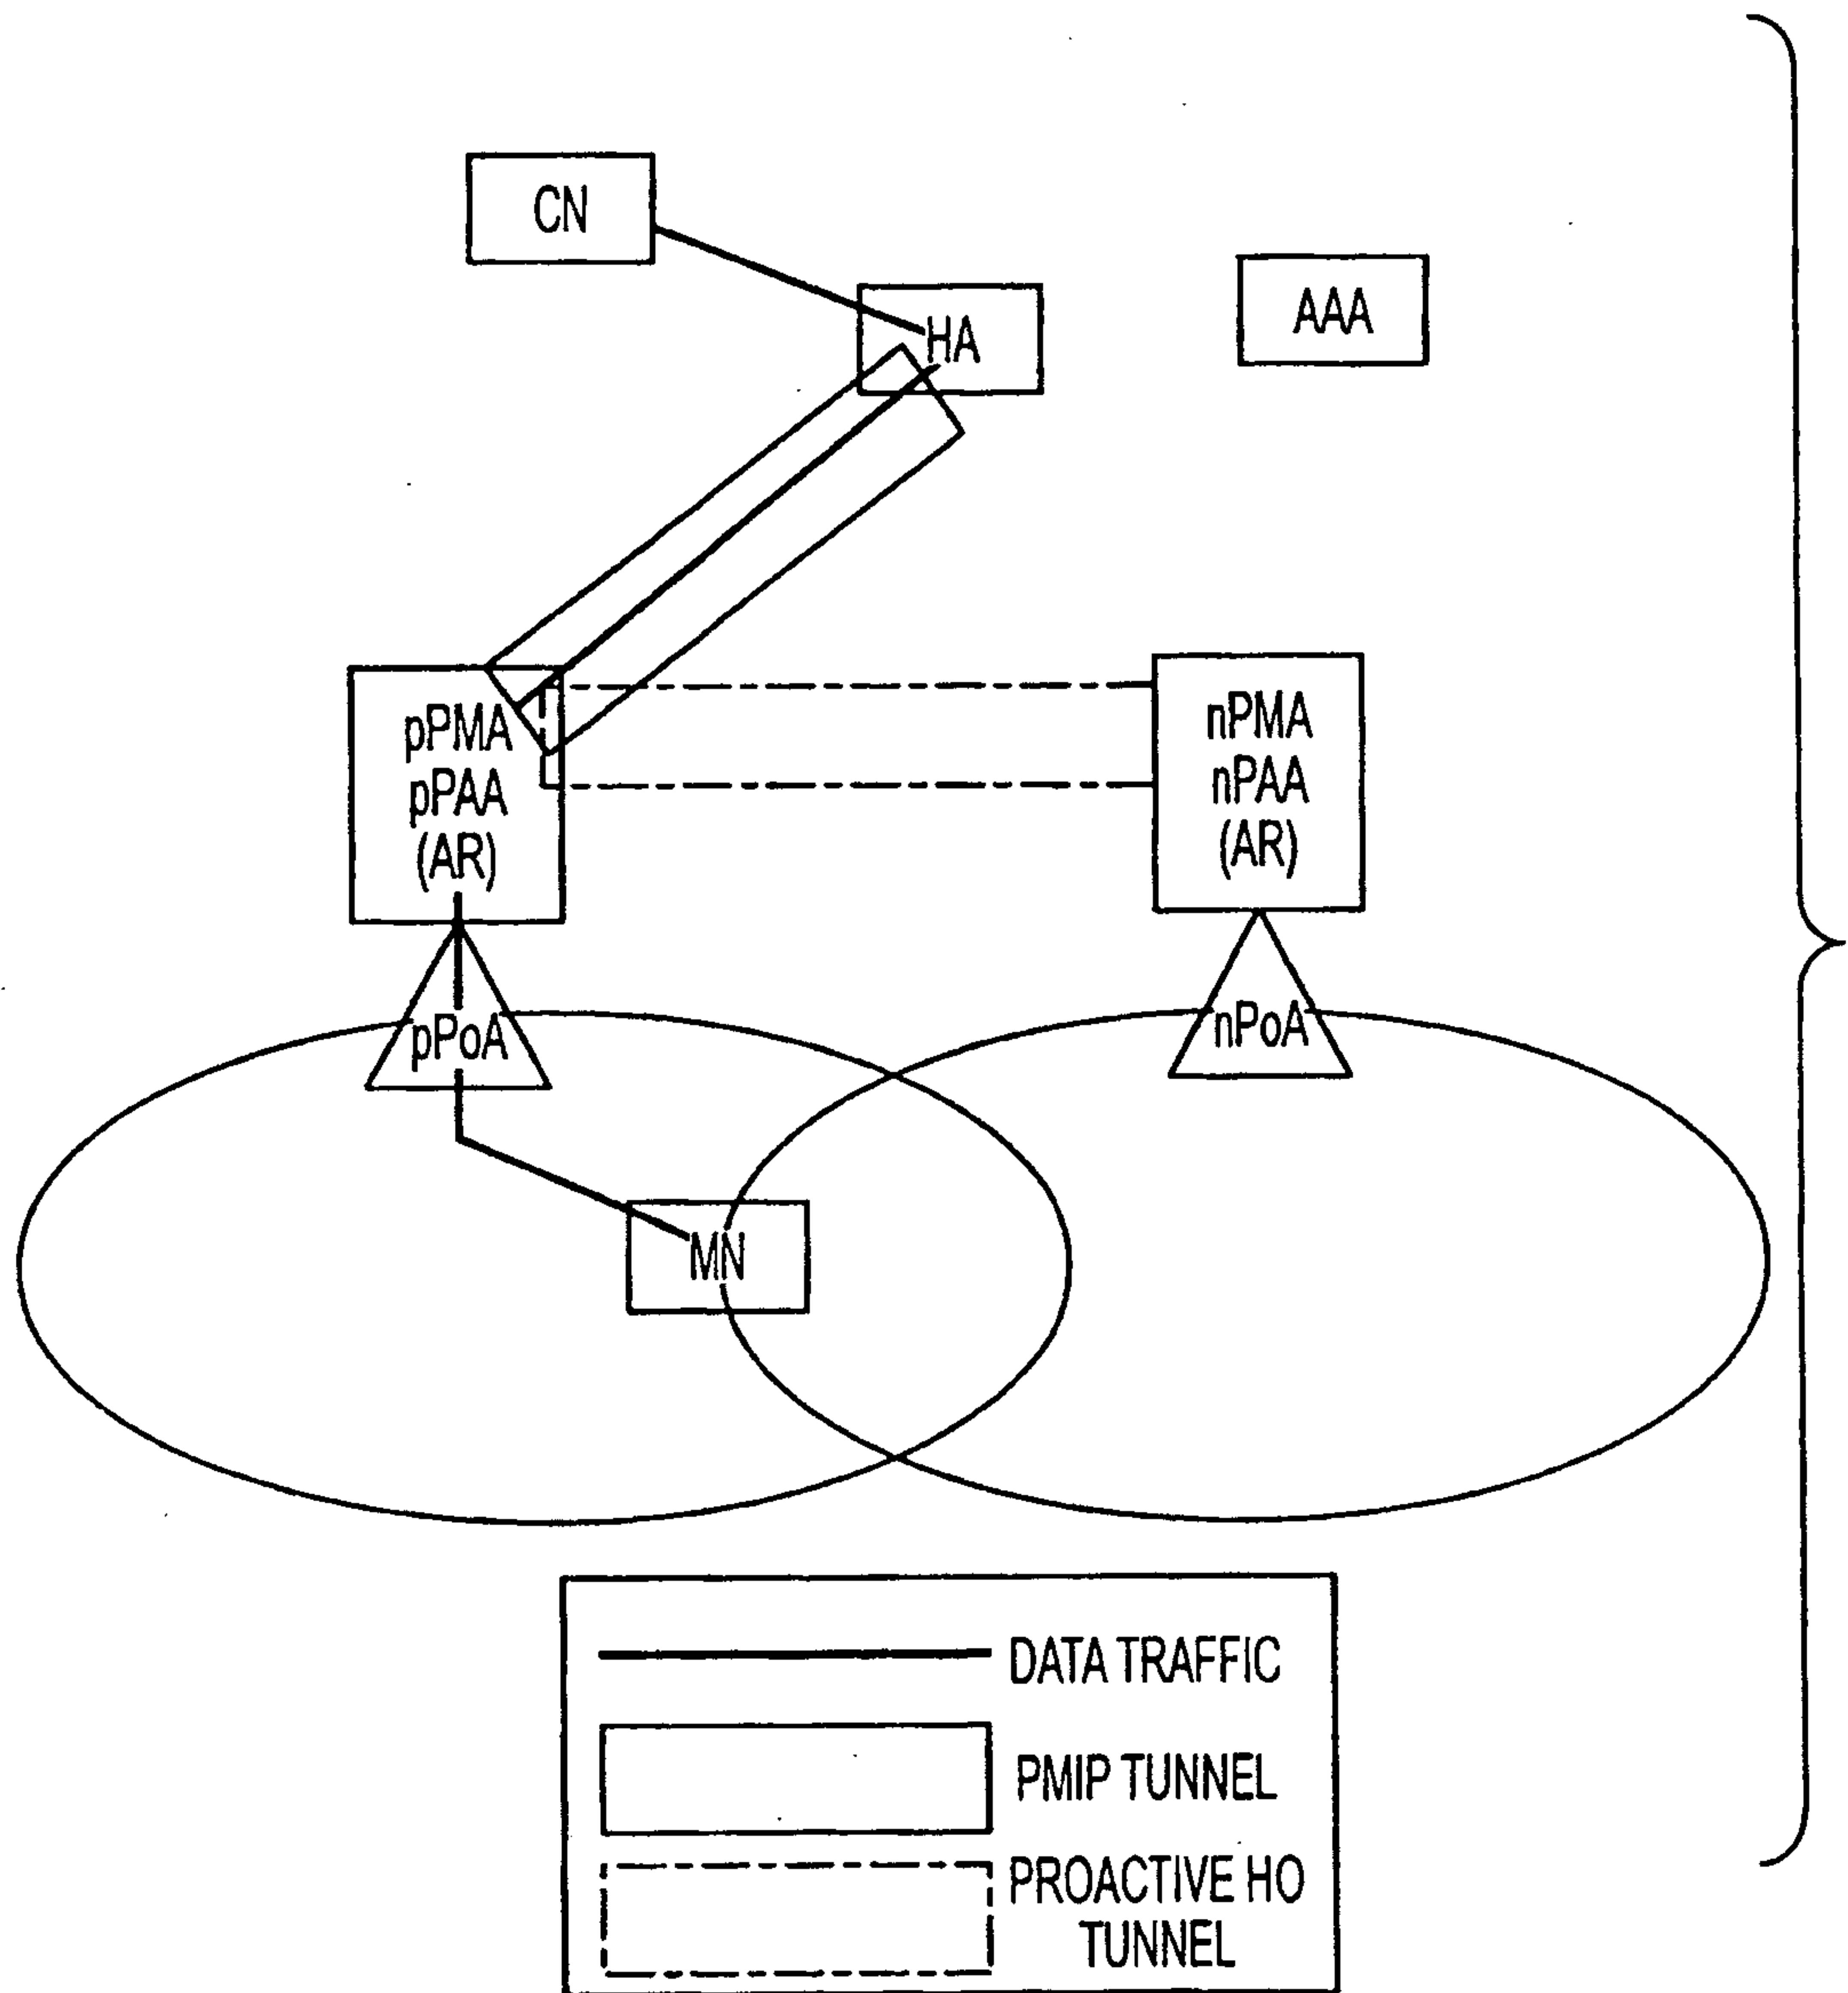 CN
HA
AAA
pPMA
pPAA
(AR)
nPMA
nPAA
(AR)
pPoA
nPoA
MN
DATA TRAFFIC
PMIP TUNNEL
PROACTIVE HO
TUNNEL